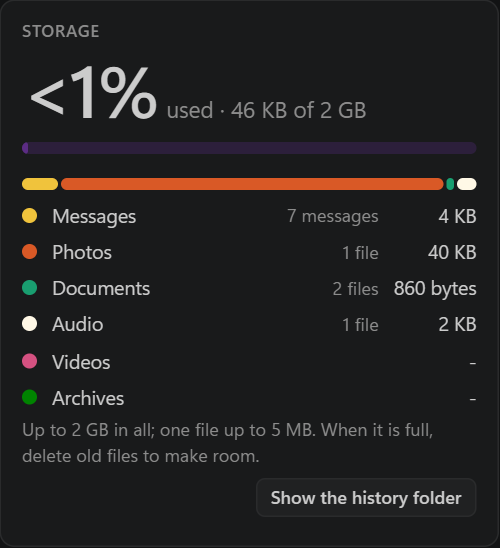 STORAGE
<1% used · 46 KB of 2 GB
Messages 7 messages 4 KB
Photos 1 file 40 KB
Documents 2 files 860 bytes
Audio 1 file 2 KB
Videos -
Archives -
Up to 2 GB in all; one file up to 5 MB. When it is full,
delete old files to make room.
Show the history folder